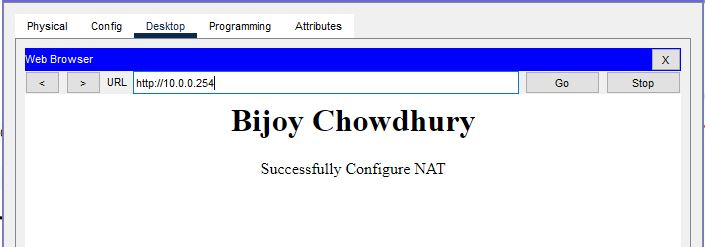 Physical Config Desktop Programming Attributes
Web Browser X
< > URL http://10.0.0.254 Go Stop
Bijoy Chowdhury
Successfully Configure NAT